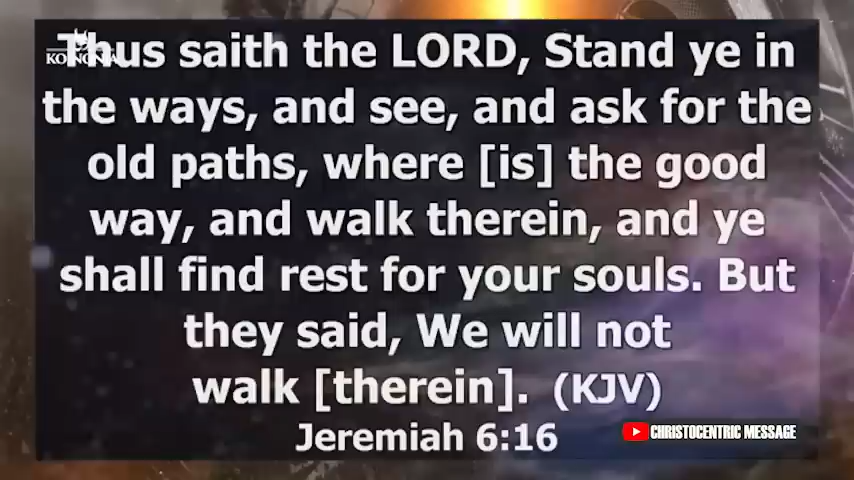 Thus saith the LORD, Stand ye in
the ways, and see, and ask for the
old paths, where [is] the good
way, and walk therein, and ye
shall find rest for your souls. But
they said, We will not
walk [therein]. (KJV)
Jeremiah 6:16
KOINONIA
CHRISTOCENTRIC MESSAGE